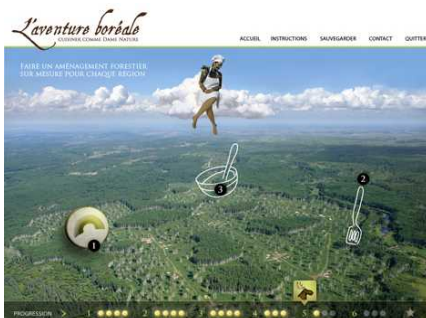 L'aventure boréale
CUISINER COMME DAME NATURE
ACCUEIL INSTRUCTIONS SAUVEGARDER CONTACT QUITTER
FAIRE UN AMÉNAGEMENT FORESTIER
SUR MESURE POUR CHAQUE RÉGION
2
3
1
PROGRESSION > 1 2 3 4 5 6